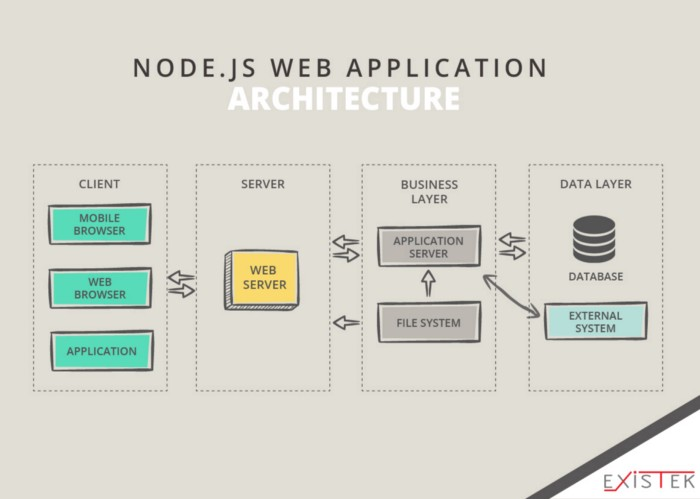 NODE.JS WEB APPLICATION
ARCHITECTURE
CLIENT
MOBILE
BROWSER
WEB
BROWSER
APPLICATION
SERVER
WEB
SERVER
BUSINESS
LAYER
APPLICATION
SERVER
FILE SYSTEM
DATA LAYER
DATABASE
EXTERNAL
SYSTEM
EXISTEK